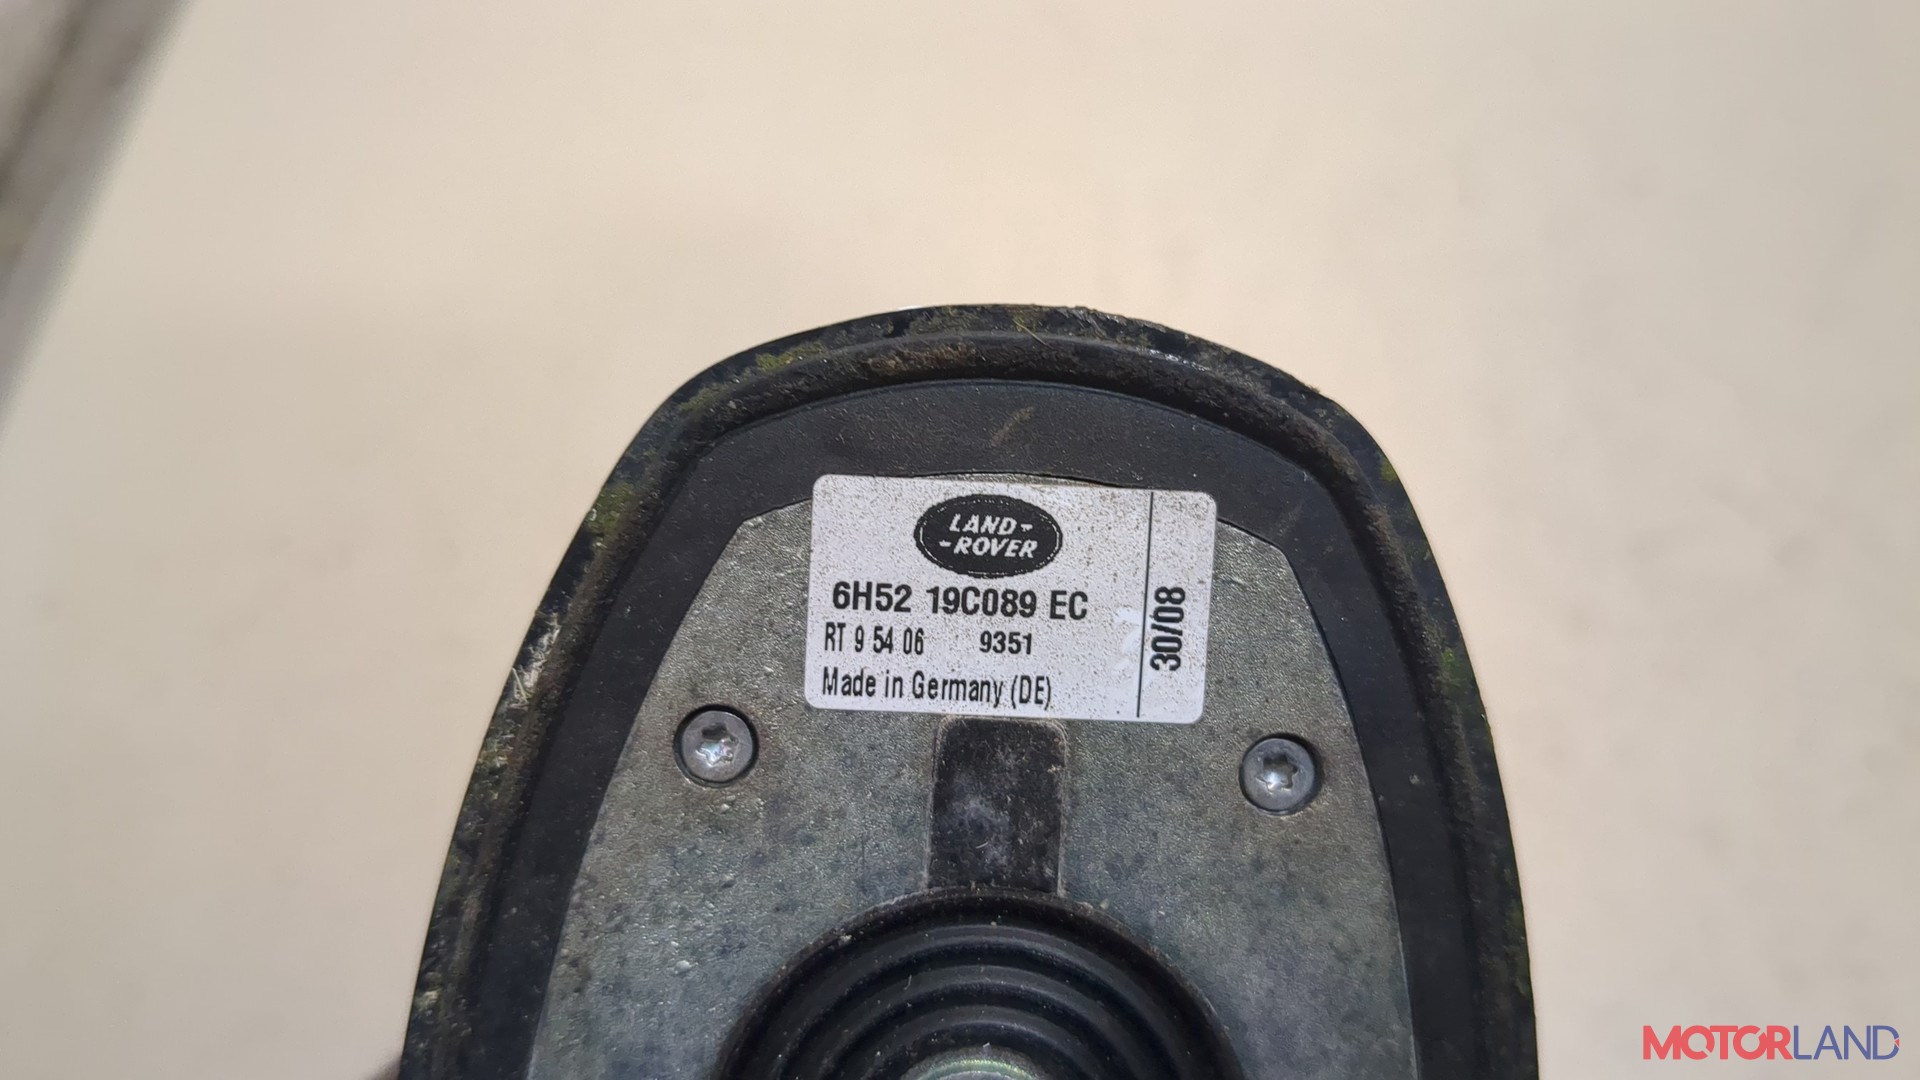 LAND-
-ROVER
6H52 19C089 EC
RT 9 54 06 9351
Made in Germany (DE)
30/08
MOTORLAND